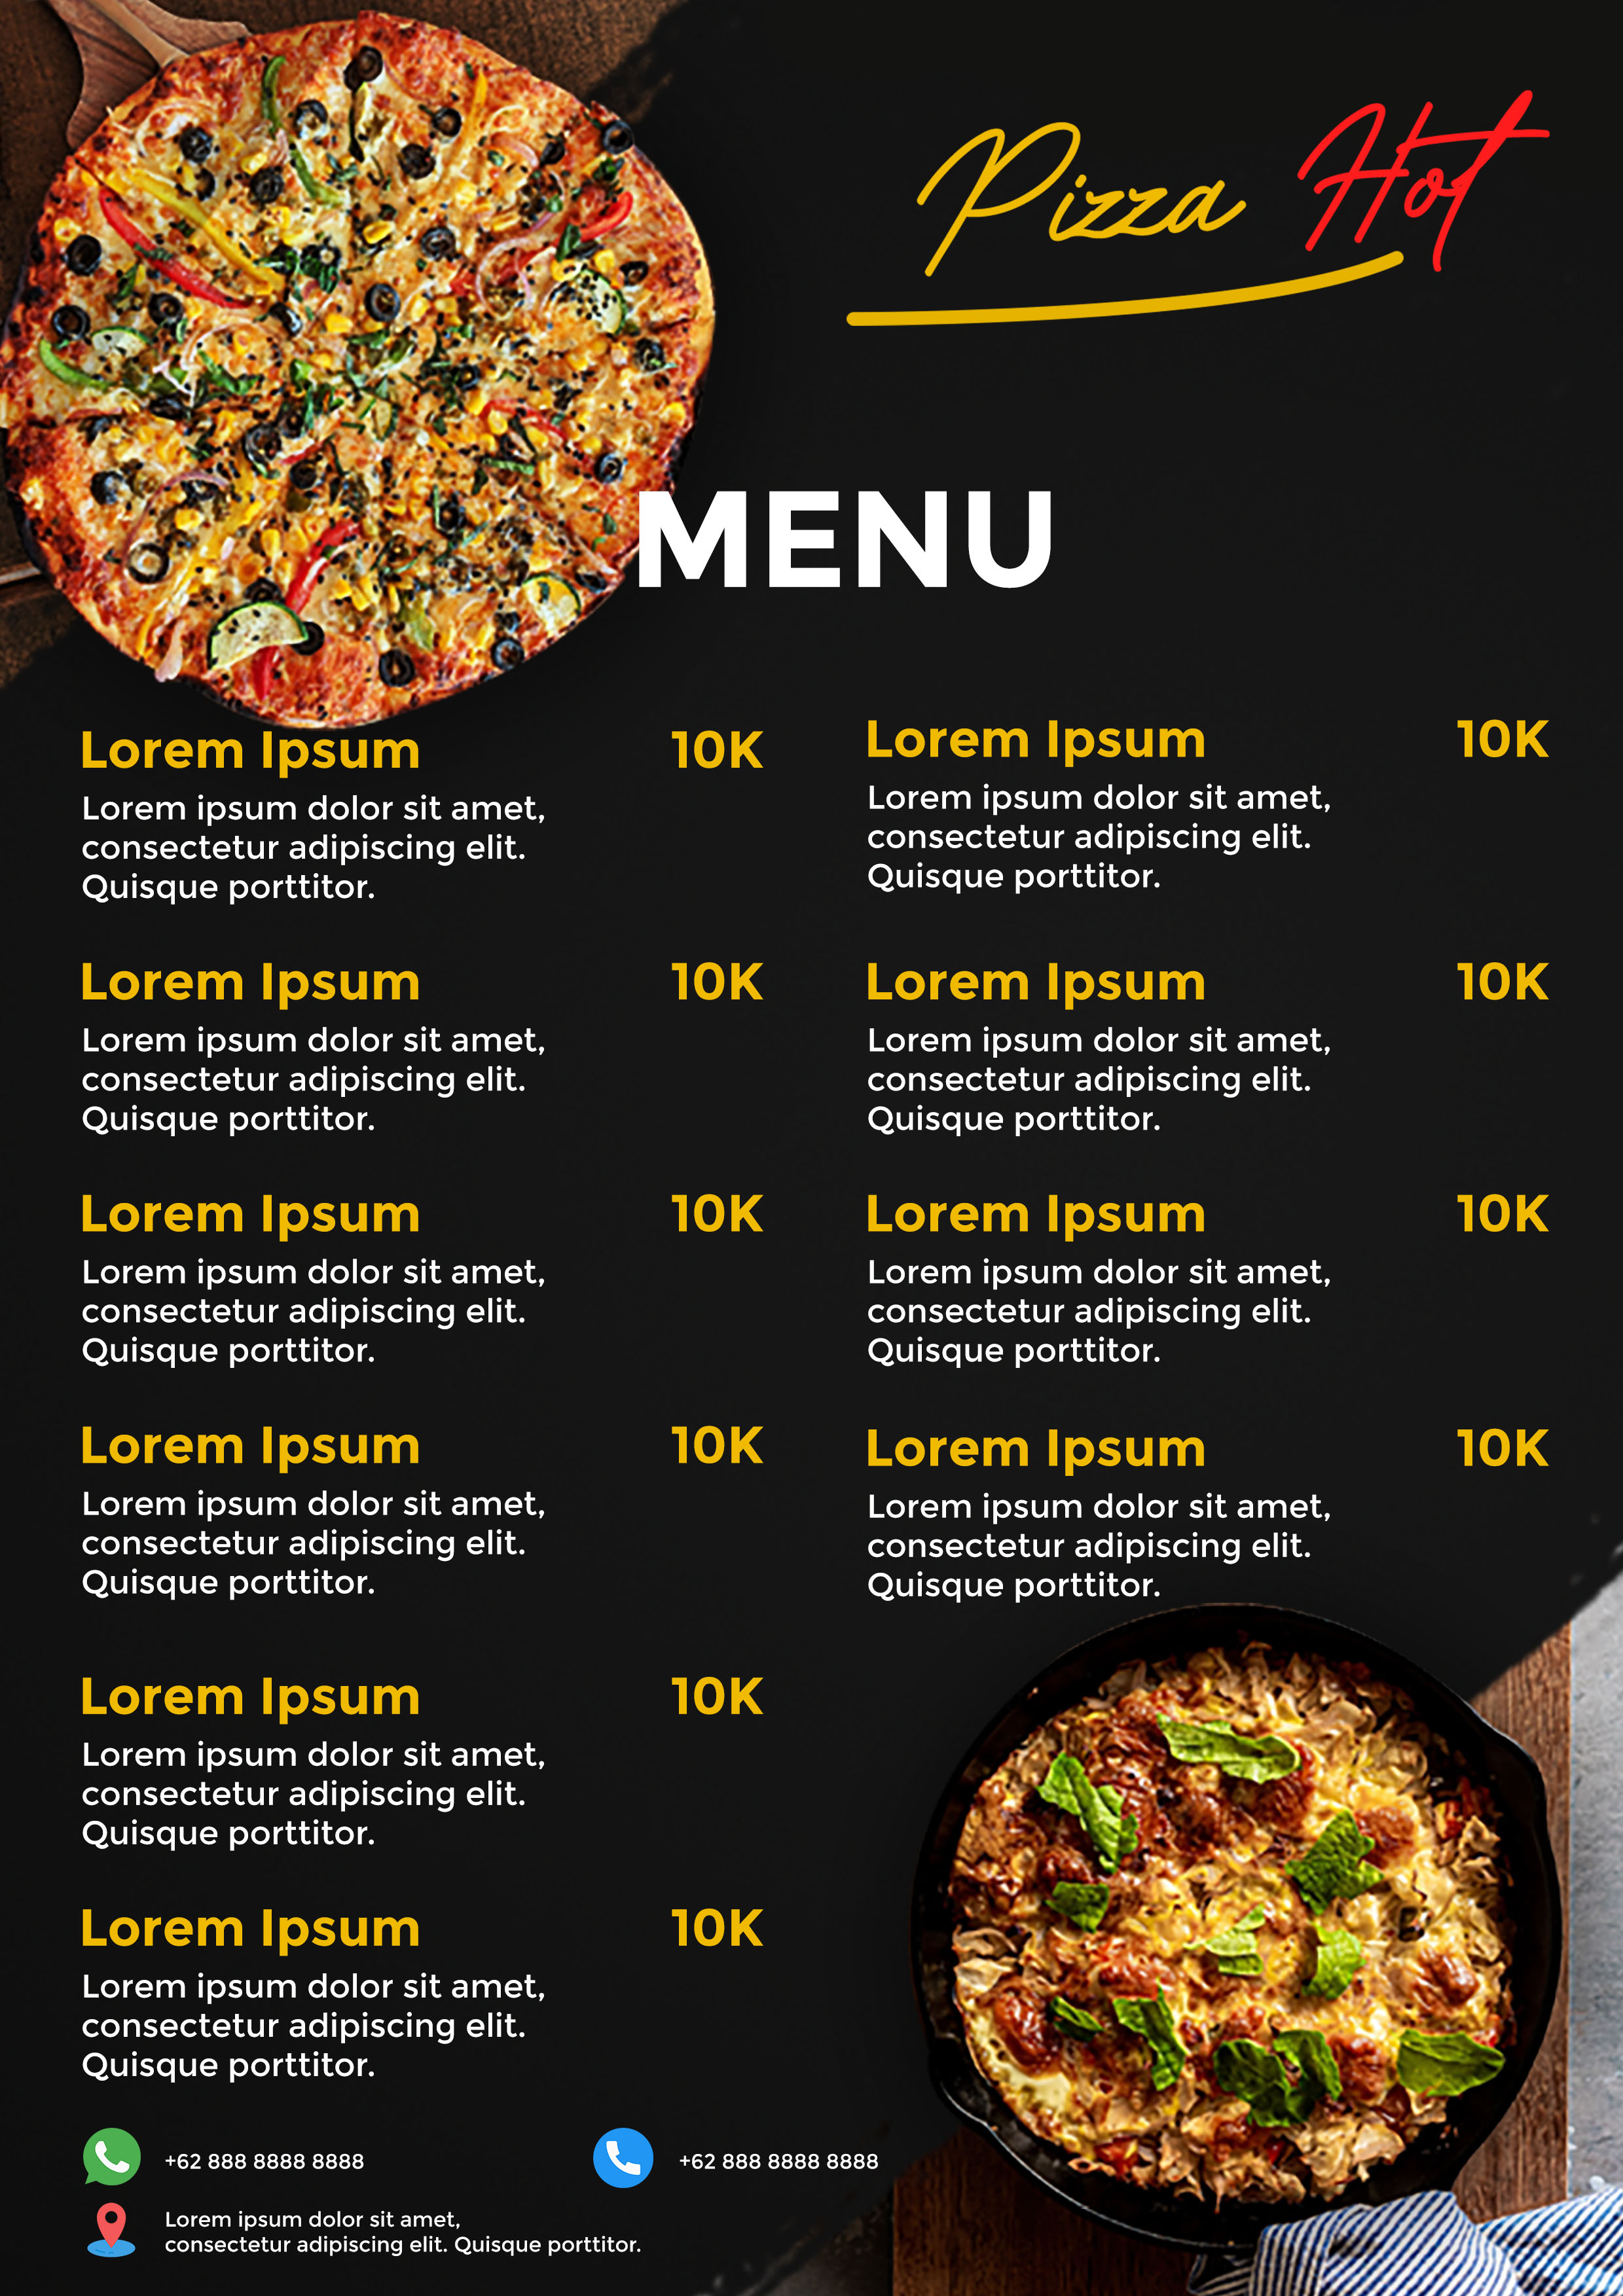 Pizza Hot
MENU
Lorem Ipsum 10K
Lorem ipsum dolor sit amet,
consectetur adipiscing elit.
Quisque porttitor.
Lorem Ipsum 10K
Lorem ipsum dolor sit amet,
consectetur adipiscing elit.
Quisque porttitor.
Lorem Ipsum 10K
Lorem ipsum dolor sit amet,
consectetur adipiscing elit.
Quisque porttitor.
Lorem Ipsum 10K
Lorem ipsum dolor sit amet,
consectetur adipiscing elit.
Quisque porttitor.
Lorem Ipsum 10K
Lorem ipsum dolor sit amet,
consectetur adipiscing elit.
Quisque porttitor.
Lorem Ipsum 10K
Lorem ipsum dolor sit amet,
consectetur adipiscing elit.
Quisque porttitor.
Lorem Ipsum 10K
Lorem ipsum dolor sit amet,
consectetur adipiscing elit.
Quisque porttitor.
Lorem Ipsum 10K
Lorem ipsum dolor sit amet,
consectetur adipiscing elit.
Quisque porttitor.
Lorem Ipsum 10K
Lorem ipsum dolor sit amet,
consectetur adipiscing elit.
Quisque porttitor.
Lorem Ipsum 10K
Lorem ipsum dolor sit amet,
consectetur adipiscing elit.
Quisque porttitor.
+62 888 8888 8888
+62 888 8888 8888
Lorem ipsum dolor sit amet,
consectetur adipiscing elit. Quisque porttitor.